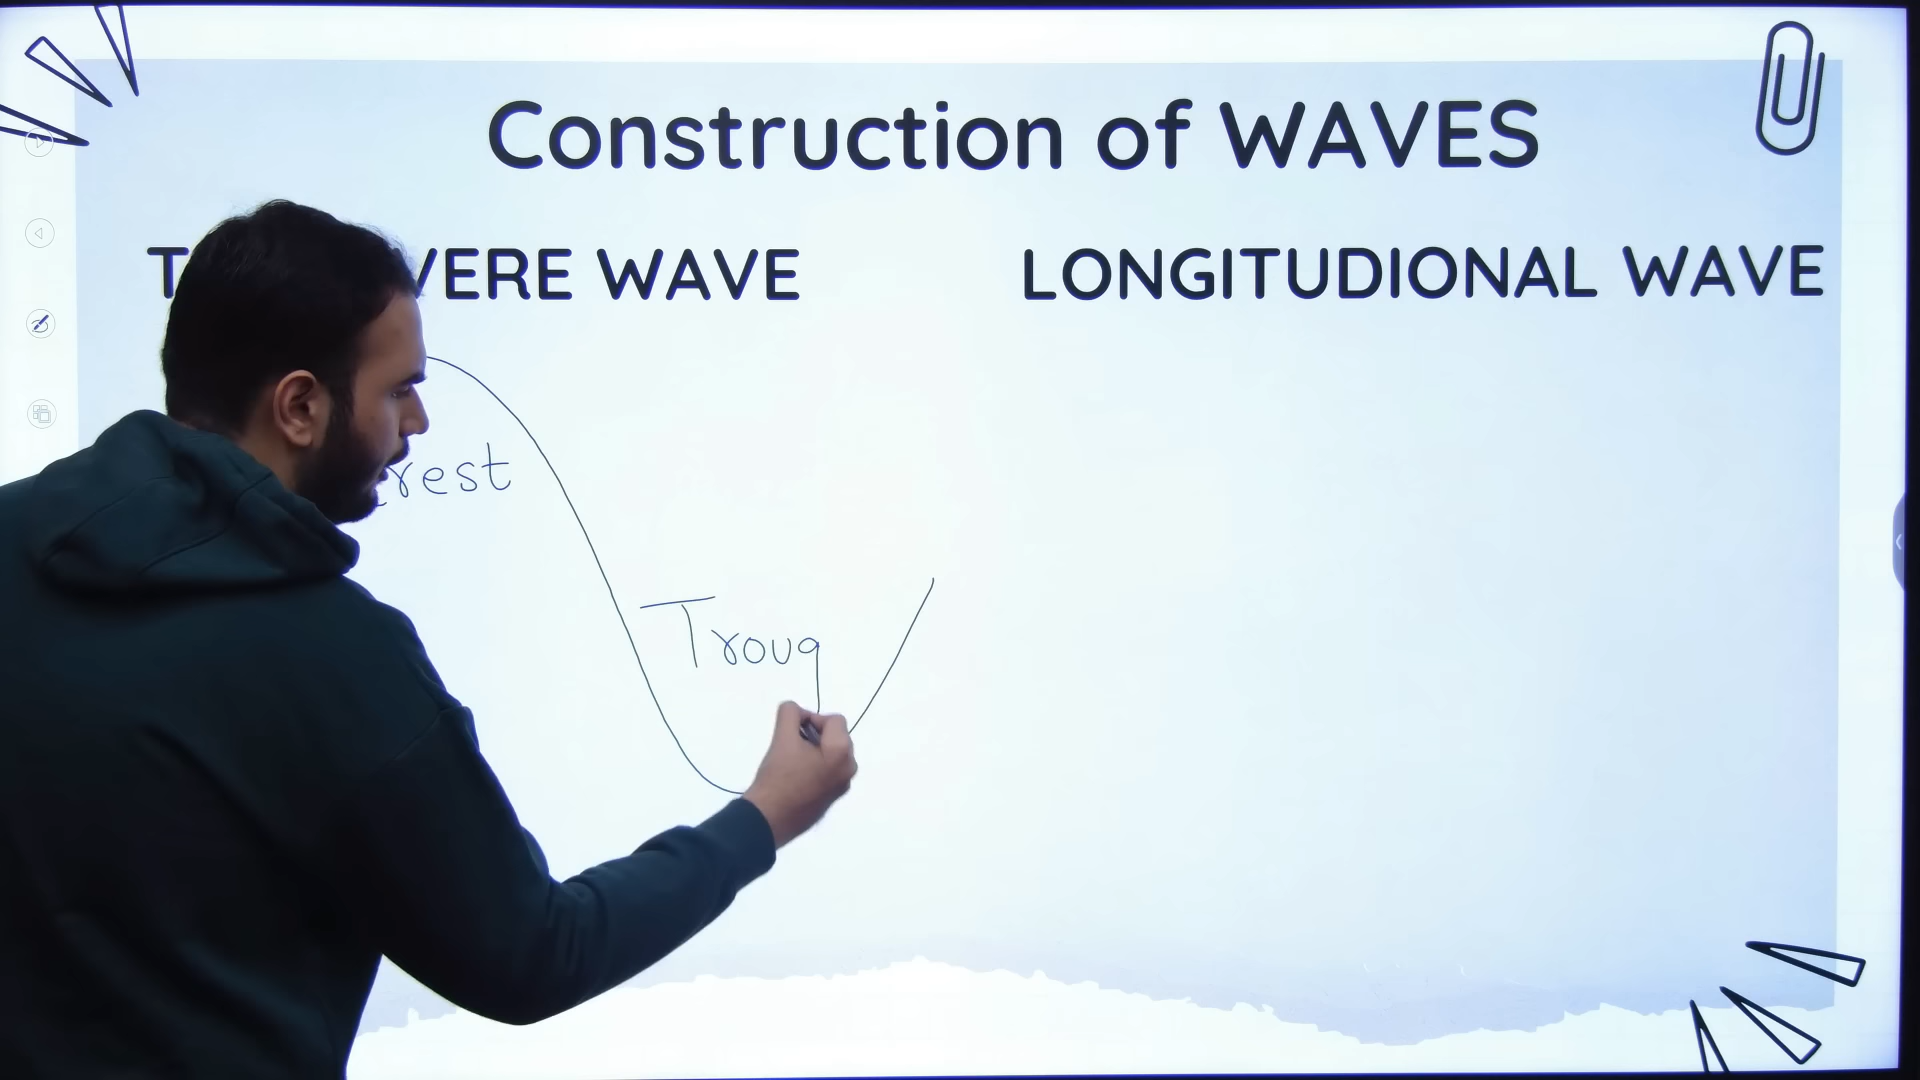 Construction of WAVES
VERE WAVE
LONGITUDIONAL WAVE
rest
Troug